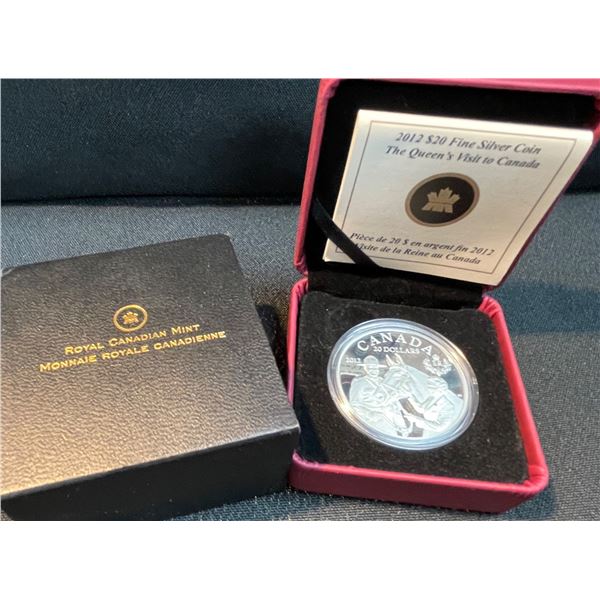 ROYAL CANADIAN MINT
MONNAIE ROYALE CANADIENNE
2012 $20 Fine Silver Coin
The Queen's Visit to Canada
Pièce de 20 $ en argent fin 2012
Visite de la Reine au Canada
CANADA
20 DOLLARS
2012